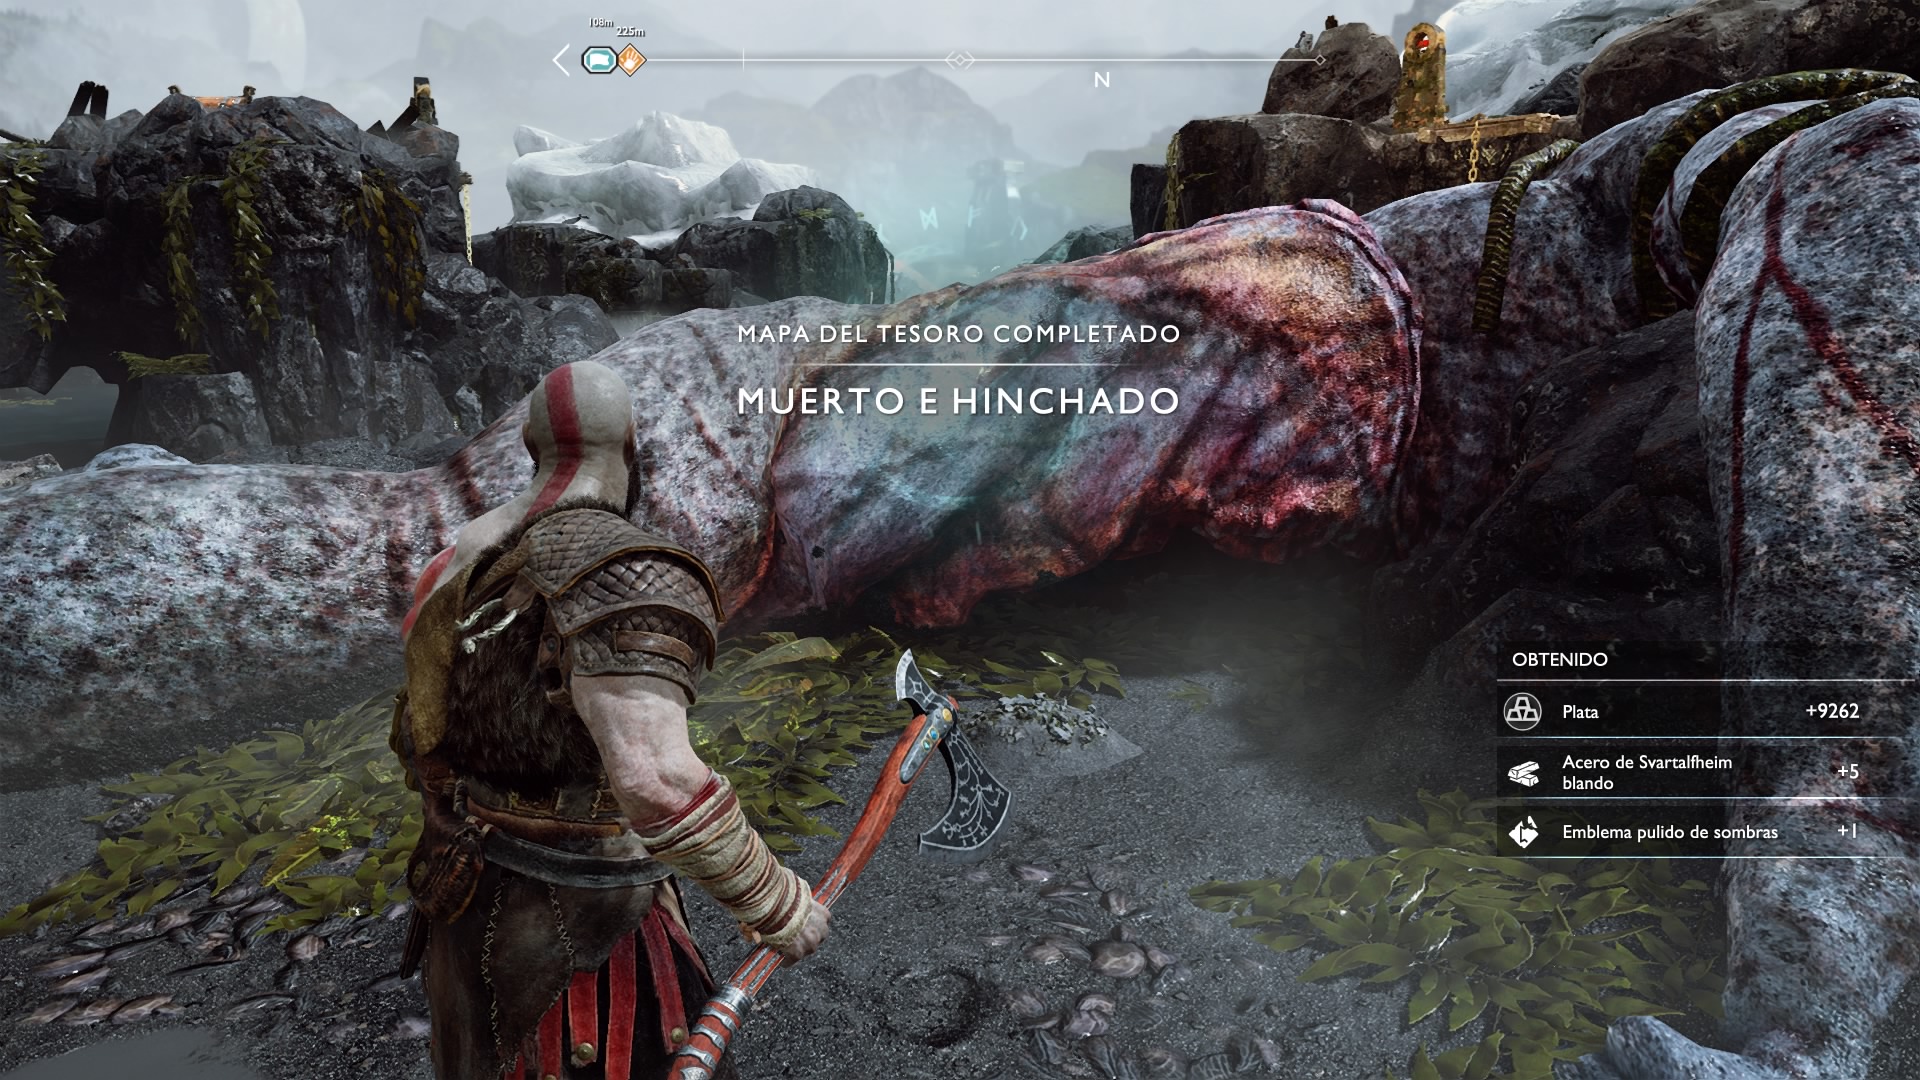 108m
225m
N
MAPA DEL TESORO COMPLETADO
MUERTO E HINCHADO
OBTENIDO
Plata +9262
Acero de Svartalfheim
blando +5
Emblema pulido de sombras +1